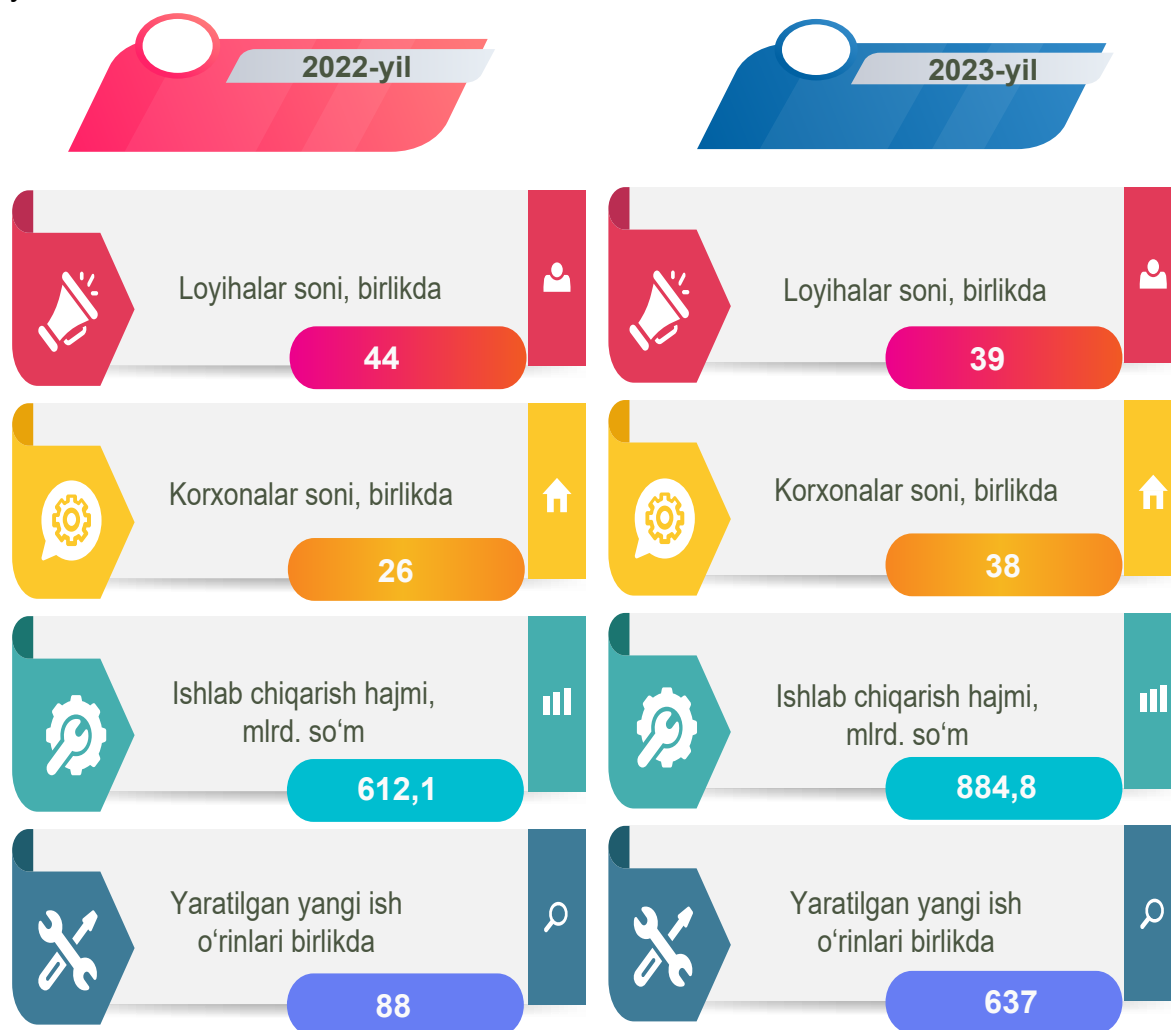 2022-yil
2023-yil
Loyihalar soni, birlikda
44
Loyihalar soni, birlikda
39
Korxonalar soni, birlikda
26
Korxonalar soni, birlikda
38
Ishlab chiqarish hajmi,
mlrd. so‘m
612,1
Ishlab chiqarish hajmi,
mlrd. so‘m
884,8
Yaratilgan yangi ish
o‘rinlari birlikda
88
Yaratilgan yangi ish
o‘rinlari birlikda
637